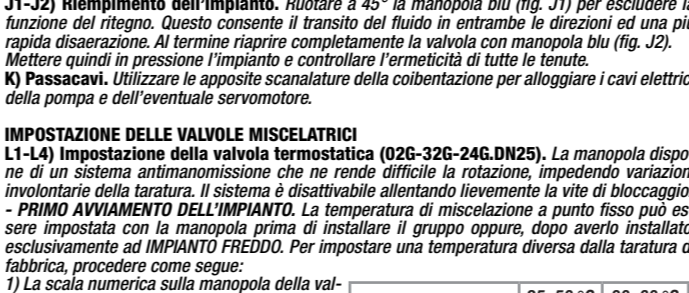 J1-J2) Riempimento dell'impianto. Ruotare a 45° la manopola blu (fig. J1) per escludere la
funzione del ritegno. Questo consente il transito del fluido in entrambe le direzioni ed una più
rapida disaerazione. Al termine riaprire completamente la valvola con manopola blu (fig. J2).
Mettere quindi in pressione l'impianto e controllare l'ermeticità di tutte le tenute.
K) Passacavi. Utilizzare le apposite scanalature della coibentazione per alloggiare i cavi elettric
della pompa e dell'eventuale servomotore.
IMPOSTAZIONE DELLE VALVOLE MISCELATRICI
L1-L4) Impostazione della valvola termostatica (02G-32G-24G.DN25). La manopola dispo-
ne di un sistema antimanomissione che ne rende difficile la rotazione, impedendo variazion
involontarie della taratura. Il sistema è disattivabile allentando lievemente la vite di bloccaggio
- PRIMO AVVIAMENTO DELL'IMPIANTO. La temperatura di miscelazione a punto fisso può es-
sere impostata con la manopola prima di installare il gruppo oppure, dopo averlo installato
esclusivamente ad IMPIANTO FREDDO. Per impostare una temperatura diversa dalla taratura d
fabbrica, procedere come segue:
1) La scala numerica sulla manopola della val-